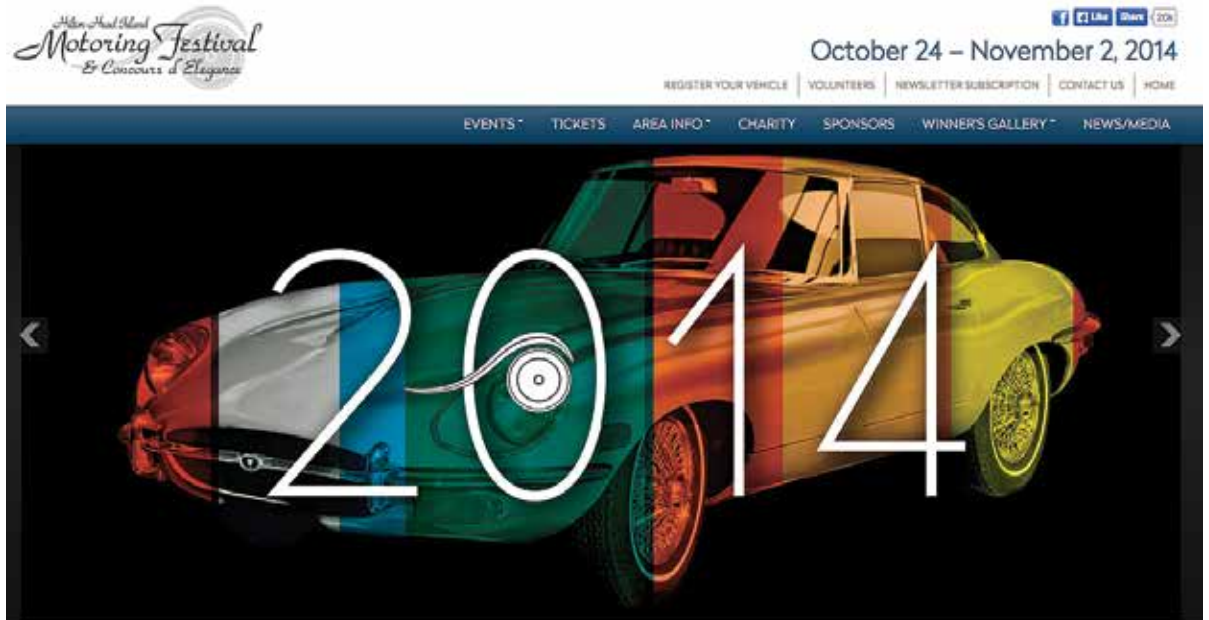 Hilton Head Island
Motoring Festival
& Concours d'Elegance
Like Share 20k
October 24 – November 2, 2014
REGISTER YOUR VEHICLE | VOLUNTEERS | NEWSLETTER SUBSCRIPTION | CONTACT US | HOME
EVENTS TICKETS AREA INFO CHARITY SPONSORS WINNER'S GALLERY NEWS/MEDIA
2014